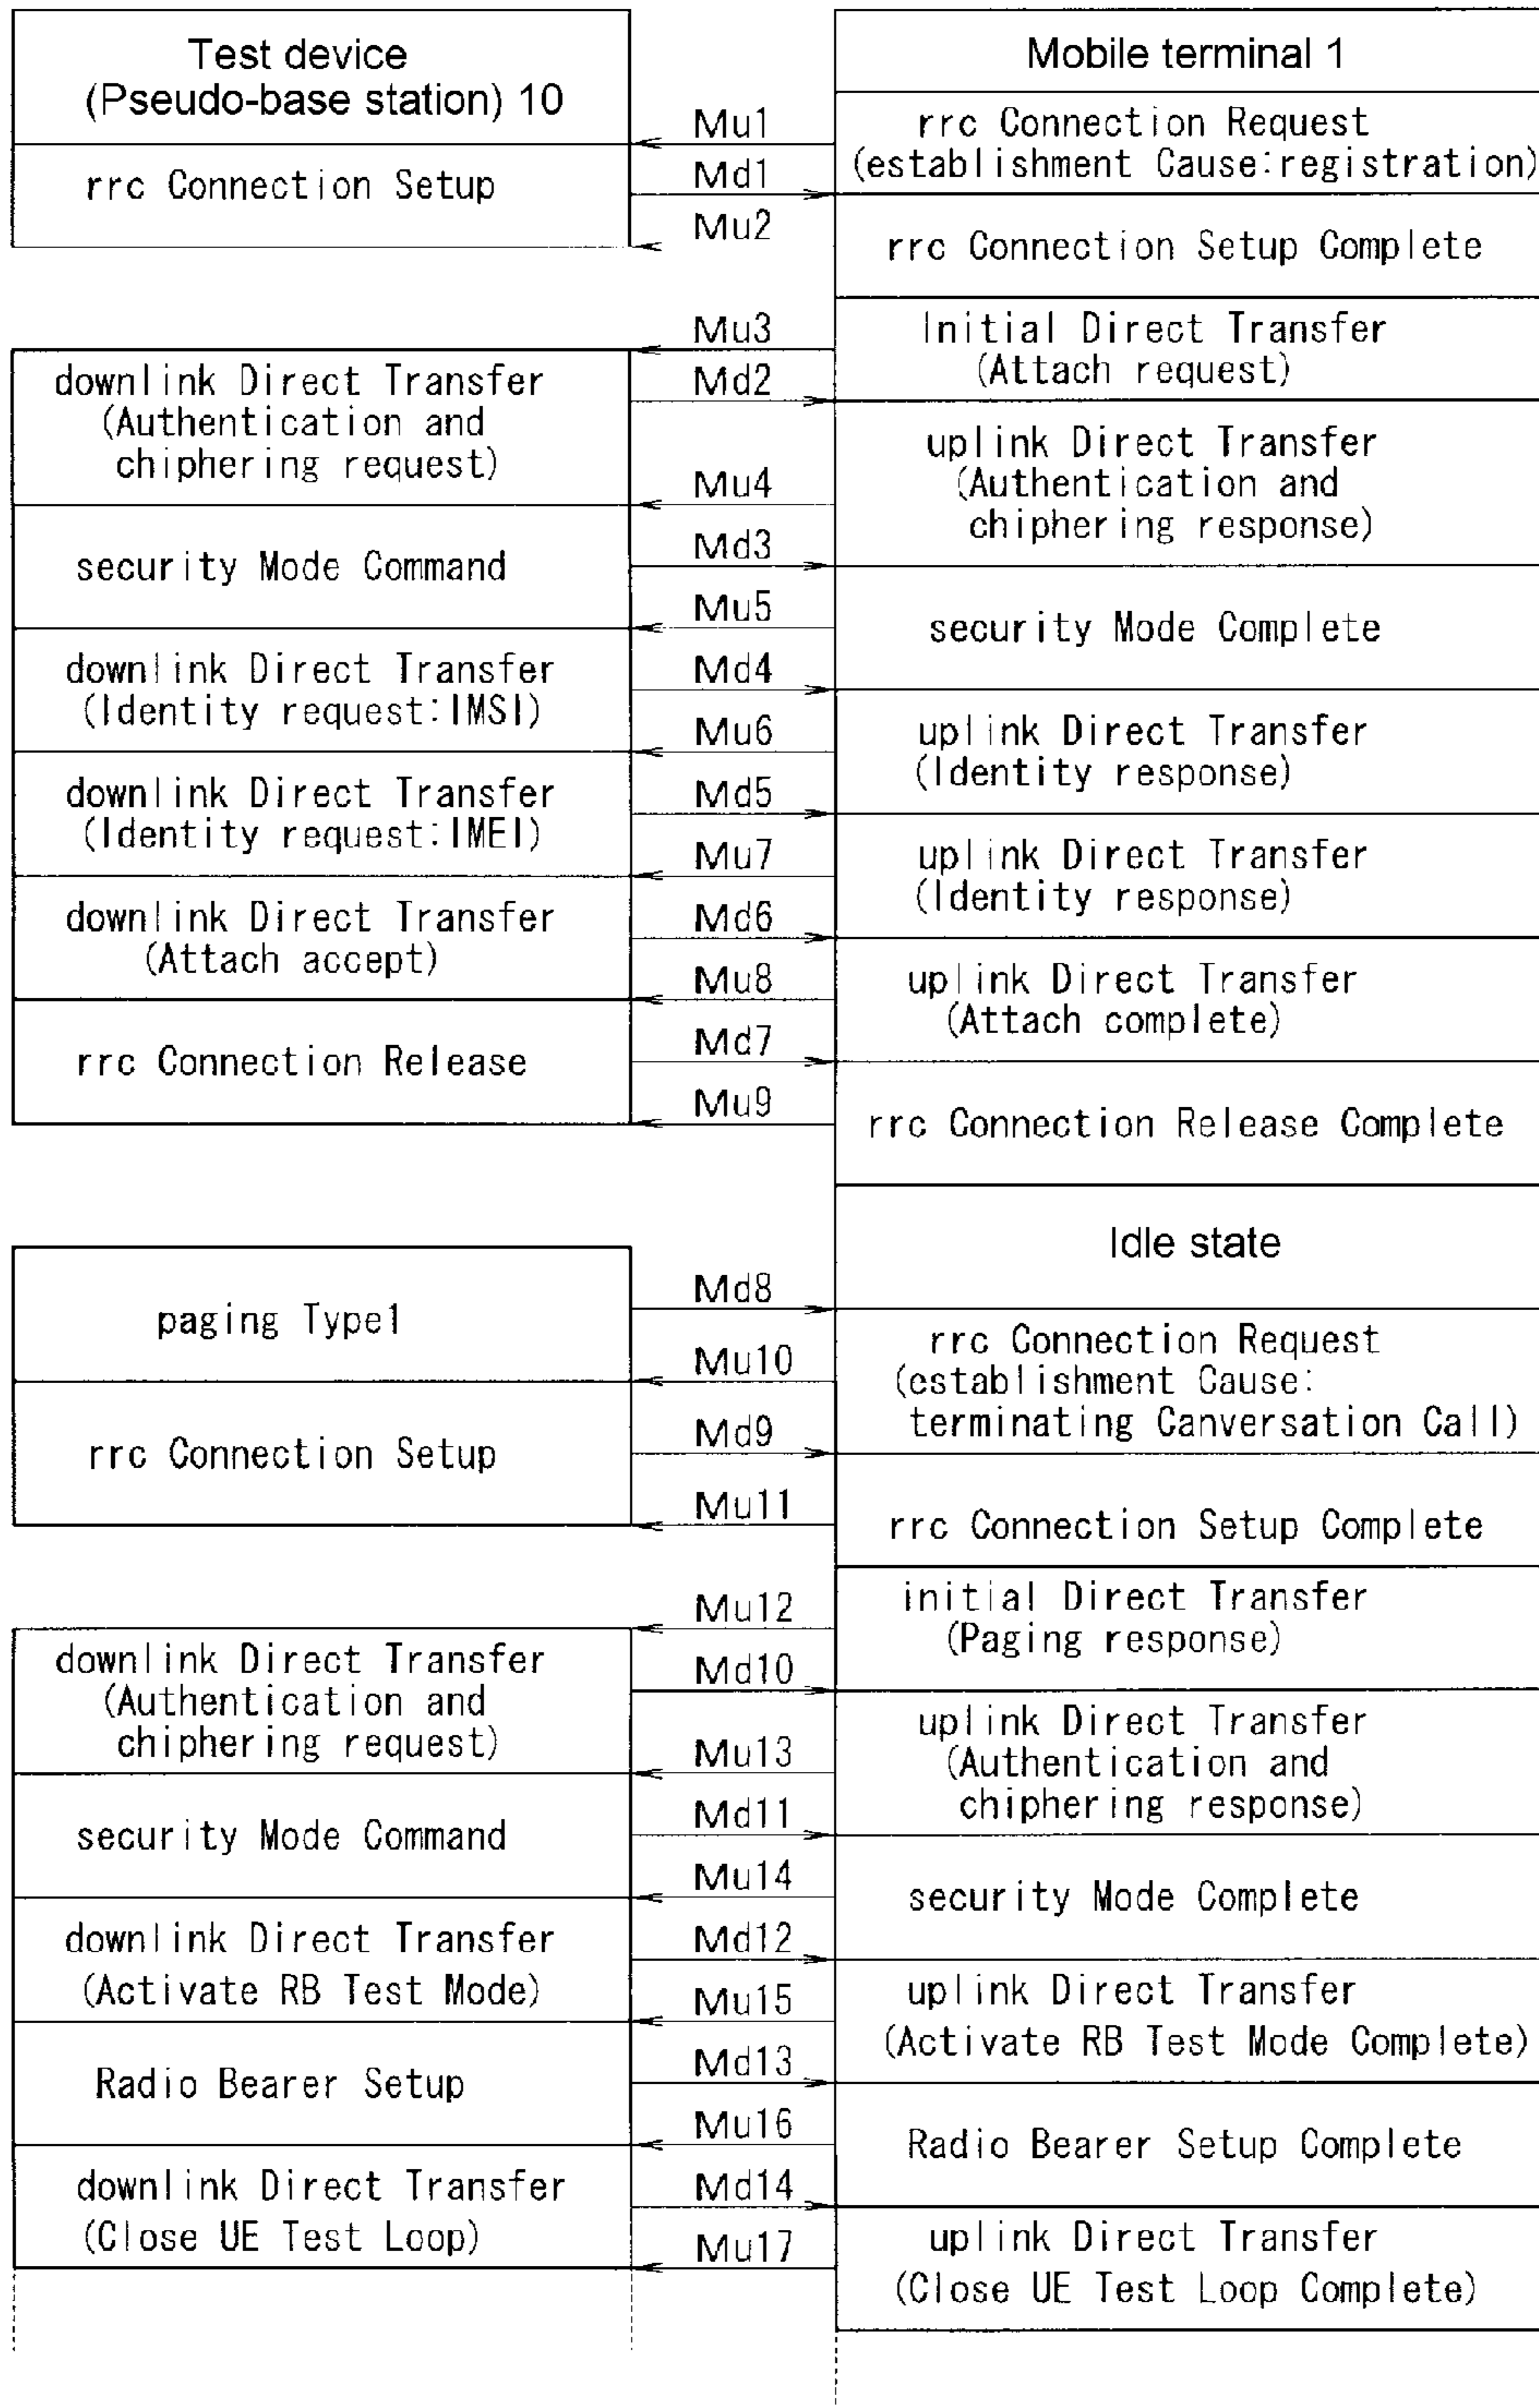 Test device
(Pseudo-base station) 10
Mobile terminal 1
Mu1
rrc Connection Request
(establishment Cause:registration)
rrc Connection Setup
Md1
Mu2
rrc Connection Setup Complete
Mu3
Initial Direct Transfer
(Attach request)
downlink Direct Transfer
(Authentication and
chiphering request)
Md2
uplink Direct Transfer
(Authentication and
chiphering response)
Mu4
security Mode Command
Md3
Mu5
security Mode Complete
downlink Direct Transfer
(Identity request:IMSI)
Md4
Mu6
uplink Direct Transfer
(Identity response)
downlink Direct Transfer
(Identity request:IMEI)
Md5
Mu7
uplink Direct Transfer
(Identity response)
downlink Direct Transfer
(Attach accept)
Md6
Mu8
uplink Direct Transfer
(Attach complete)
rrc Connection Release
Md7
Mu9
rrc Connection Release Complete
Idle state
paging Type1
Md8
Mu10
rrc Connection Request
(establishment Cause:
terminating Canversation Call)
rrc Connection Setup
Md9
Mu11
rrc Connection Setup Complete
Mu12
initial Direct Transfer
(Paging response)
downlink Direct Transfer
(Authentication and
chiphering request)
Md10
Mu13
uplink Direct Transfer
(Authentication and
chiphering response)
security Mode Command
Md11
Mu14
security Mode Complete
downlink Direct Transfer
(Activate RB Test Mode)
Md12
Mu15
uplink Direct Transfer
(Activate RB Test Mode Complete)
Radio Bearer Setup
Md13
Mu16
Radio Bearer Setup Complete
downlink Direct Transfer
(Close UE Test Loop)
Md14
Mu17
uplink Direct Transfer
(Close UE Test Loop Complete)